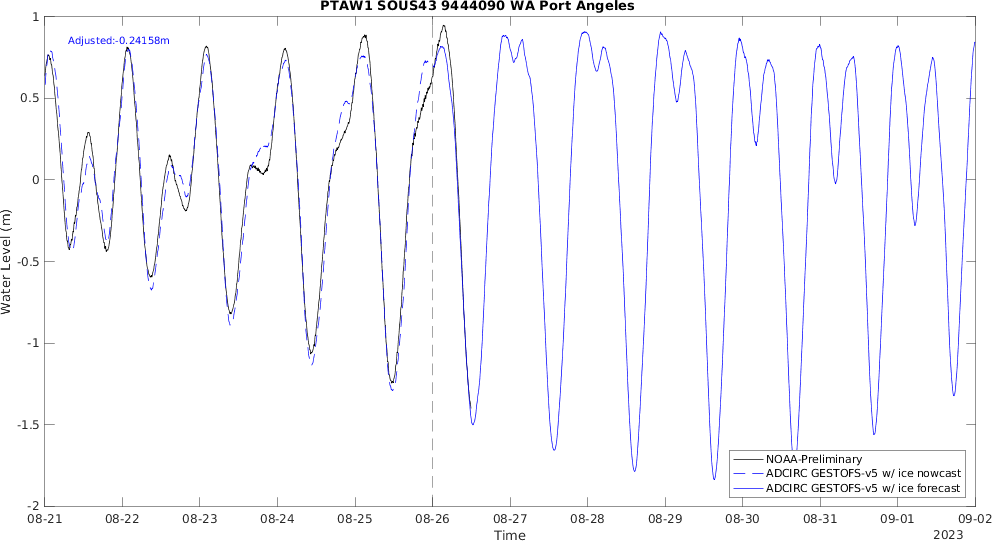 PTAW1 SOUS43 9444090 WA Port Angeles
Adjusted:-0.24158m
1
0.5
0
-0.5
-1
-1.5
-2
Water Level (m)
NOAA-Preliminary
ADCIRC GESTOFS-v5 w/ ice nowcast
ADCIRC GESTOFS-v5 w/ ice forecast
08-21 08-22 08-23 08-24 08-25 08-26 08-27 08-28 08-29 08-30 08-31 09-01 09-02
Time
2023